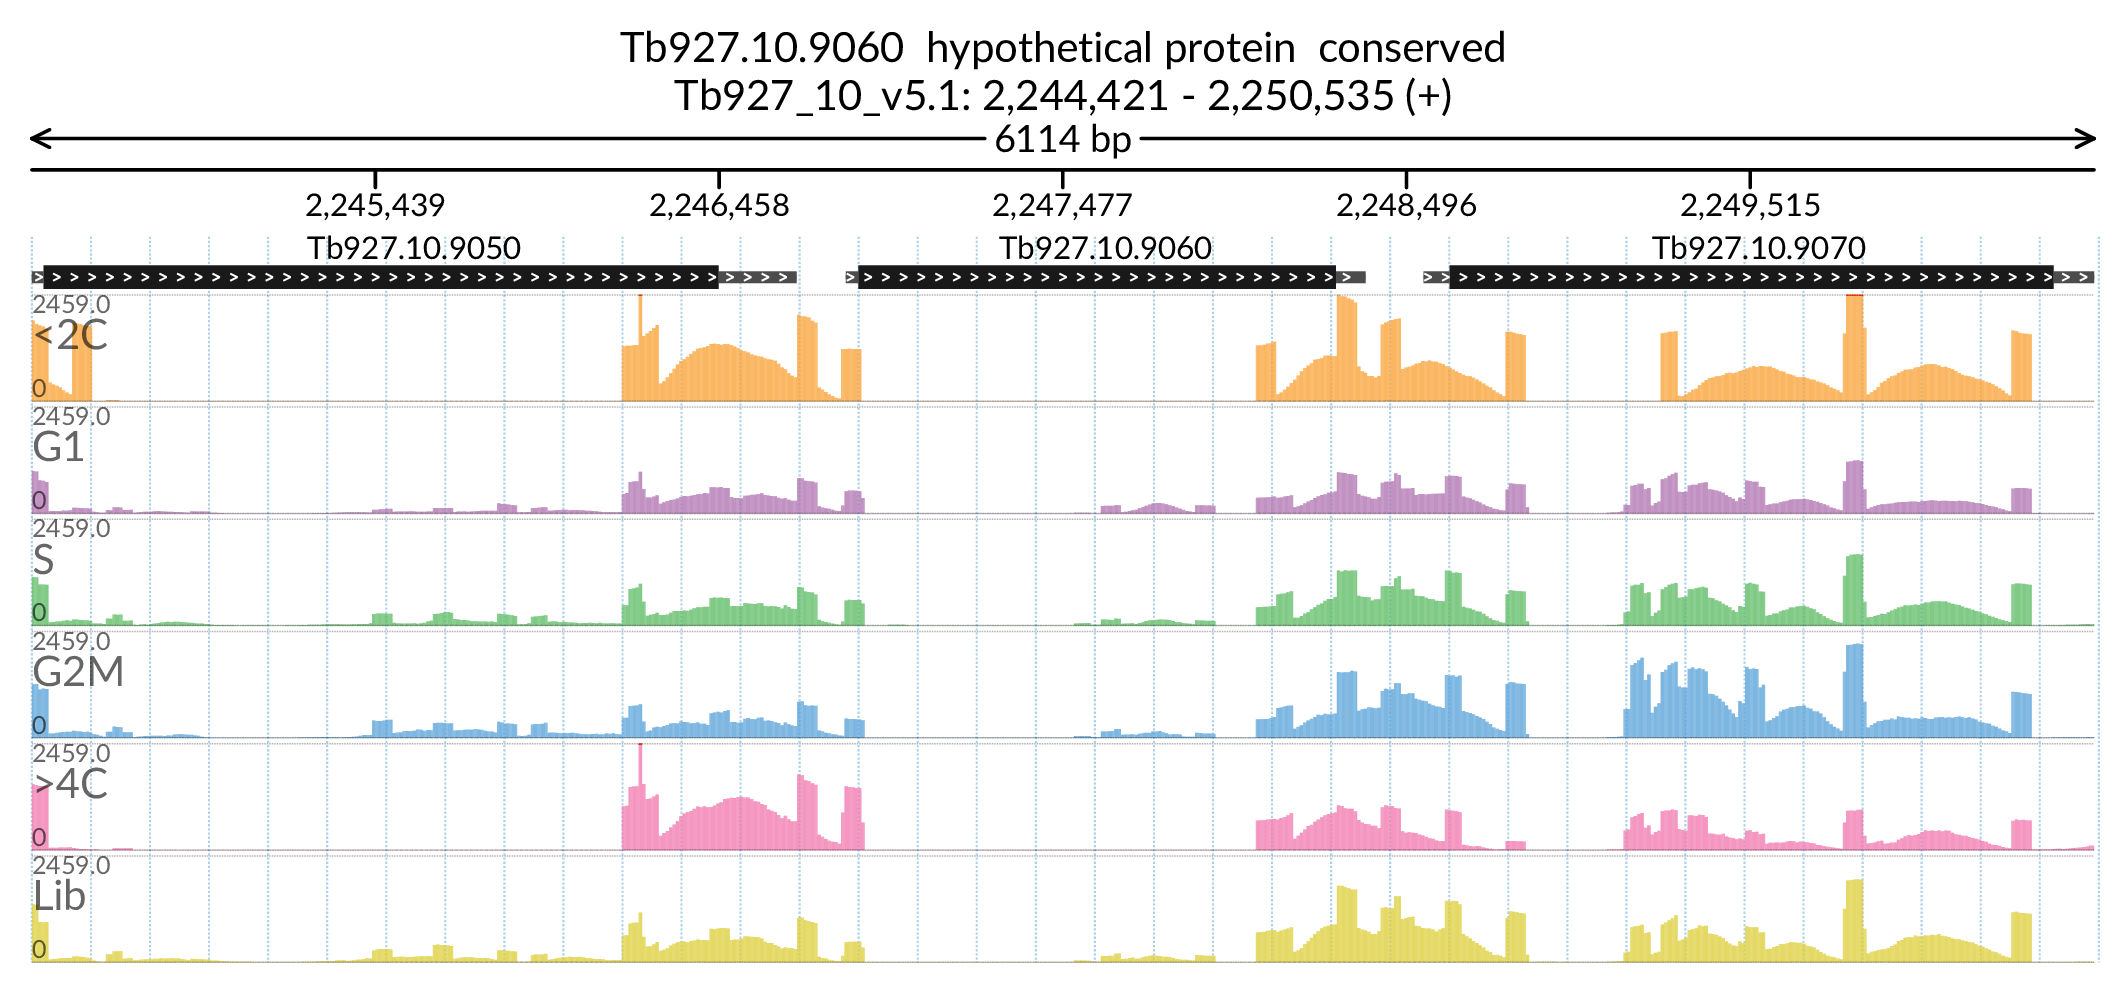 Tb927.10.9060  hypothetical protein  conserved
Tb927_10_v5.1: 2,244,421 - 2,250,535 (+)
6114 bp
2,245,439 2,246,458 2,247,477 2,248,496 2,249,515
Tb927.10.9050 Tb927.10.9060 Tb927.10.9070
2459.0
<2C
0
2459.0
G1
0
2459.0
S
0
2459.0
G2M
0
2459.0
>4C
0
2459.0
Lib
0